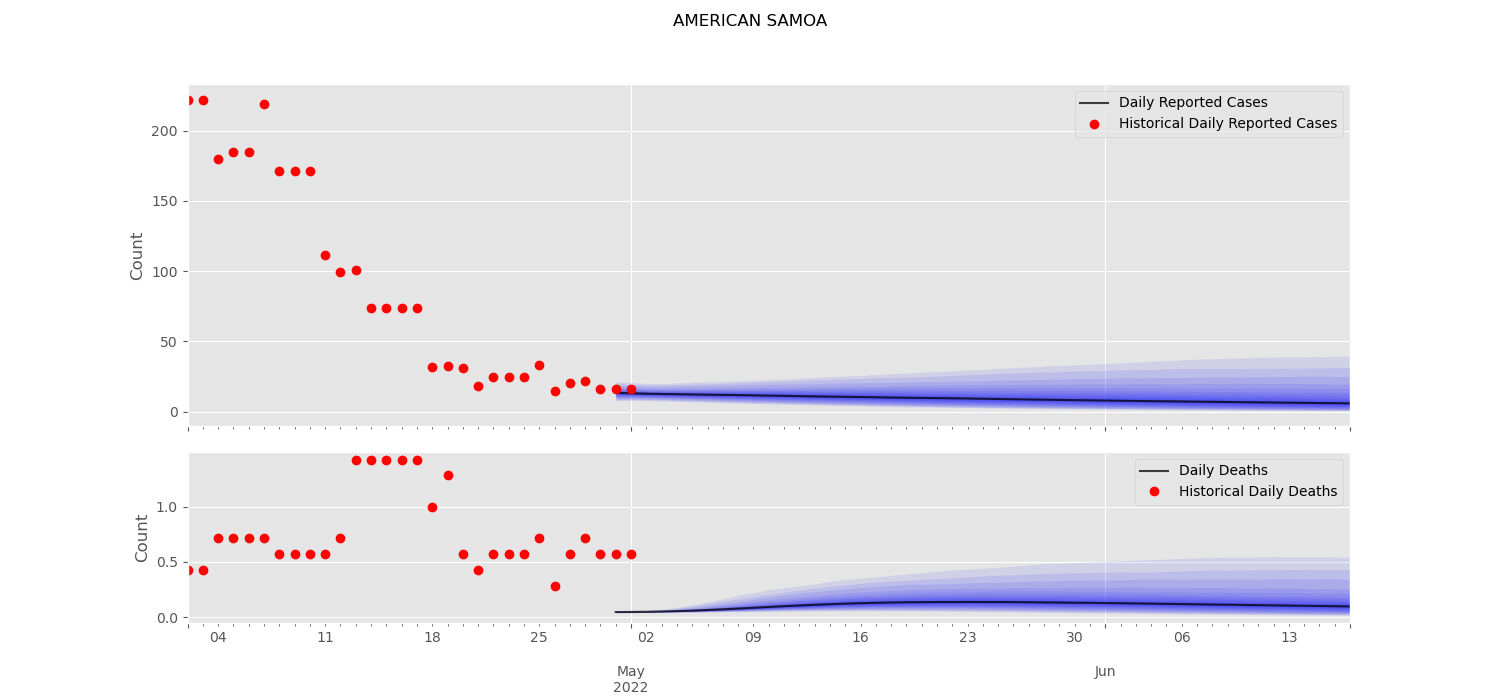 AMERICAN SAMOA
Daily Reported Cases
Historical Daily Reported Cases
200
150
100
50
0
Count
Daily Deaths
Historical Daily Deaths
1.0
0.5
0.0
Count
04 11 18 25 02 09 16 23 30 06 13
May Jun
2022